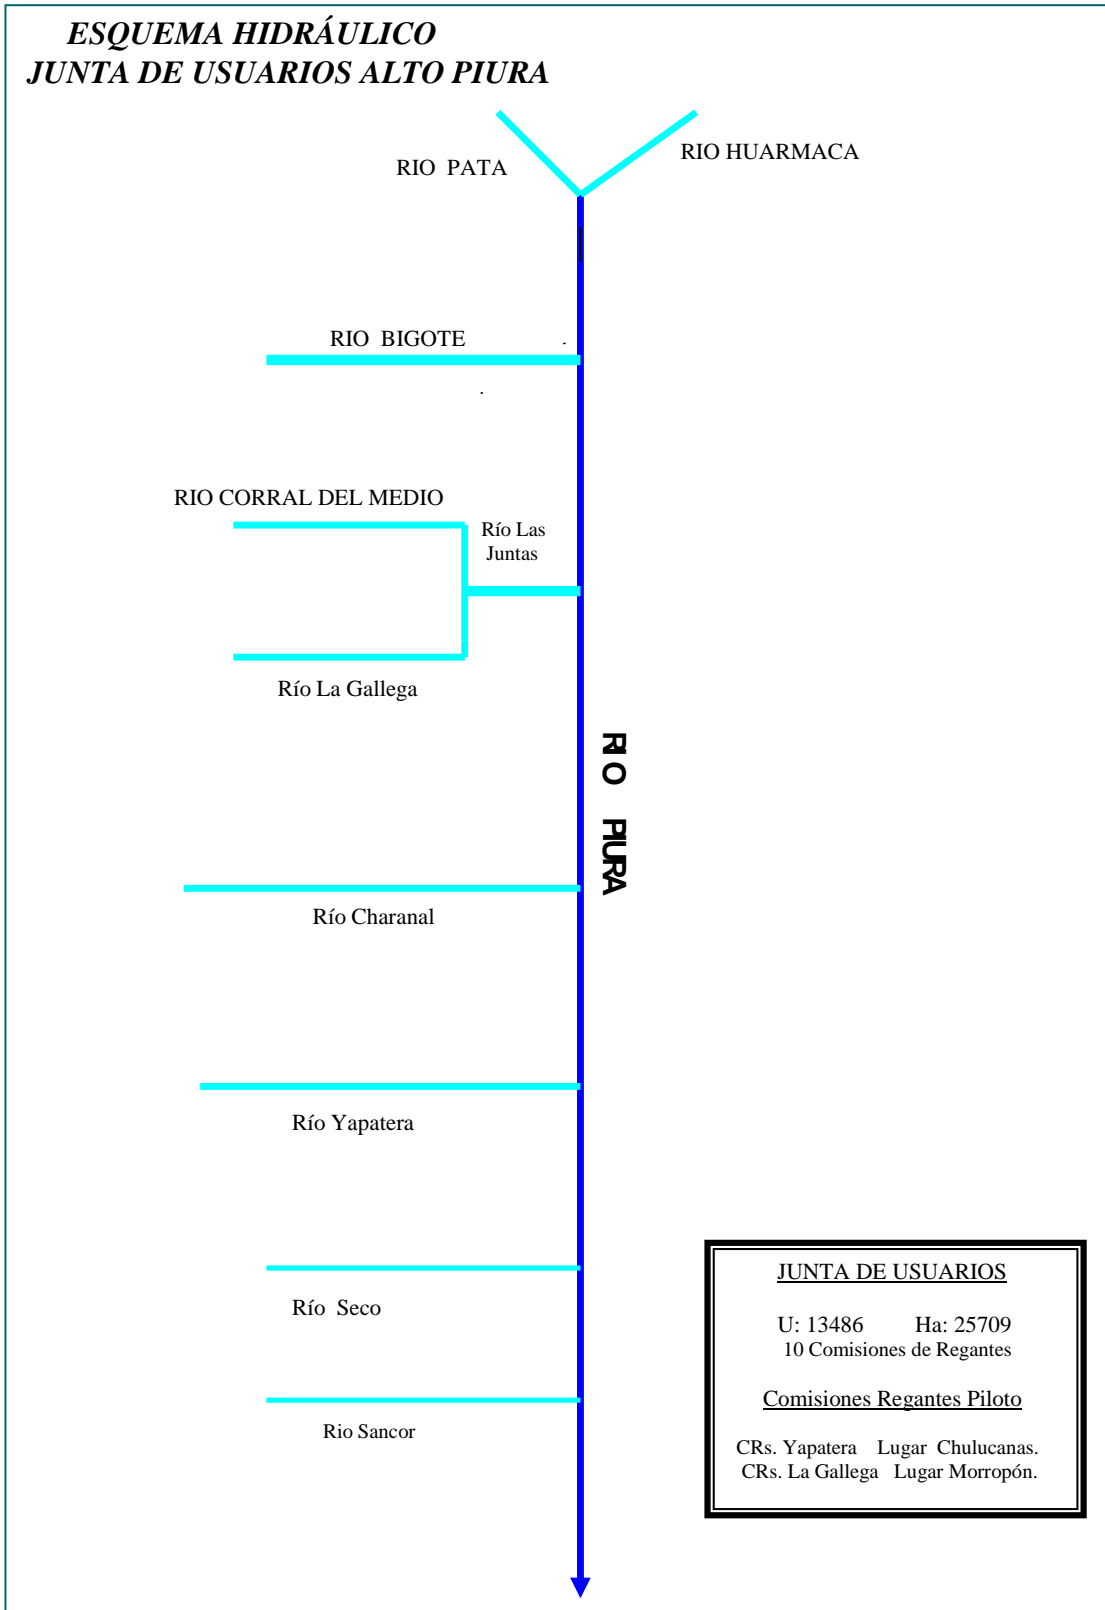 ESQUEMA HIDRÁULICO
JUNTA DE USUARIOS ALTO PIURA
RIO PATA
RIO HUARMACA
RIO BIGOTE
RIO CORRAL DEL MEDIO
Río Las
Juntas
Río La Gallega
RIO PIURA
Río Charanal
Río Yapatera
Río Seco
Rio Sancor
JUNTA DE USUARIOS
U: 13486 Ha: 25709
10 Comisiones de Regantes
Comisiones Regantes Piloto
CRs. Yapatera Lugar Chulucanas.
CRs. La Gallega Lugar Morropón.